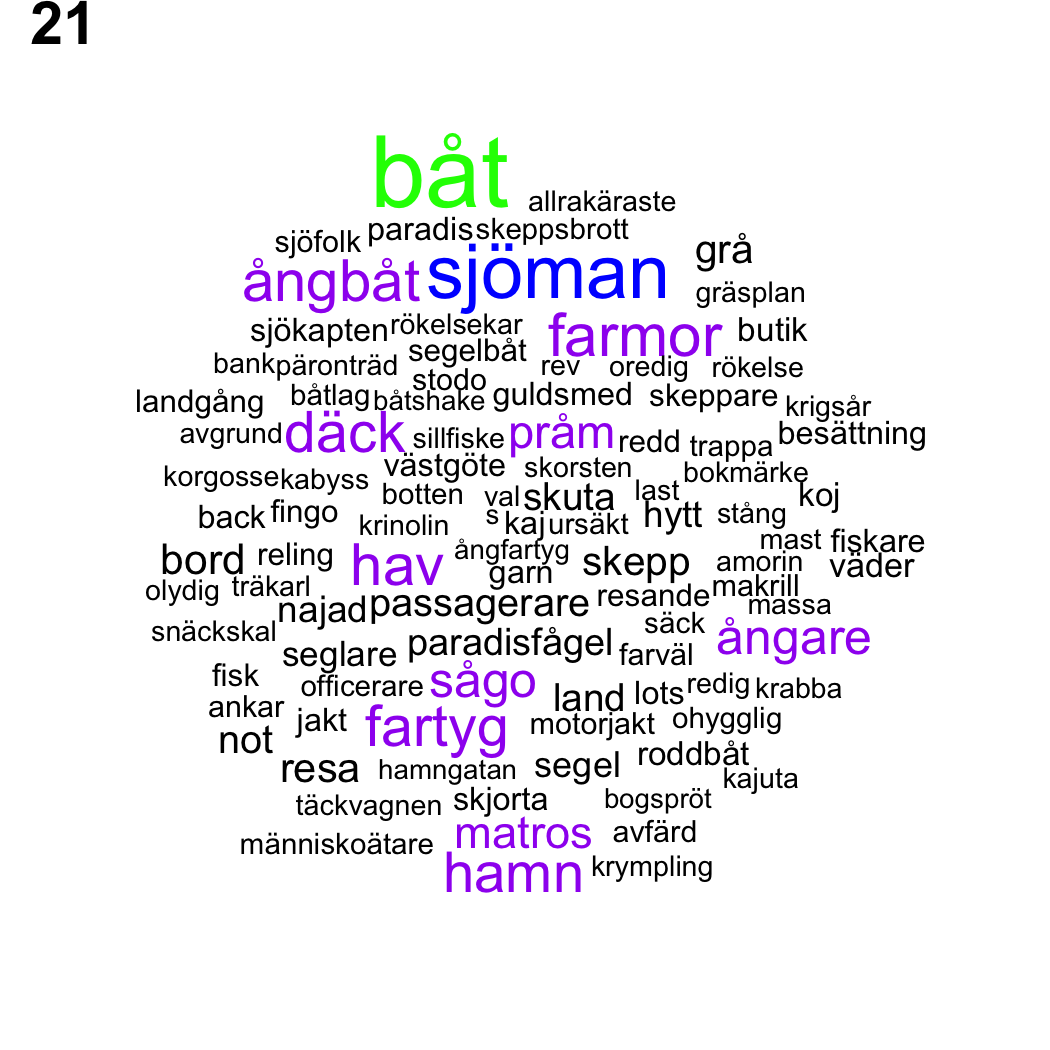 21
båt
allrakäraste
sjöfolk paradis skeppsbrott
grå
ångbåt sjöman
gräsplan
sjökapten rökelsekar farmor butik
bank päronträd segelbåt rev oredig rökelse
stodo
landgång båtlag båtshake guldsmed skeppare krigsår
avgrund däck sillfiske pråm redd trappa besättning
korgosse kabyss västgöte skorsten bokmärke
botten val skuta last koj
back fingo krinolin s kaj ursäkt hytt stång
mast fiskare
bord reling hav ångfartyg skepp amorin väder
garn
olydig träkarl makrill
najad passagerare resande massa
snäckskal säck ångare
seglare paradisfågel farväl
fisk officerare sågo redig krabba
land lots
ankar jakt fartyg motorjakt ohygglig
not
resa hamngatan segel roddbåt
kajuta
täckvagnen skjorta bogspröt
människoätare matros avfärd
hamn krympling